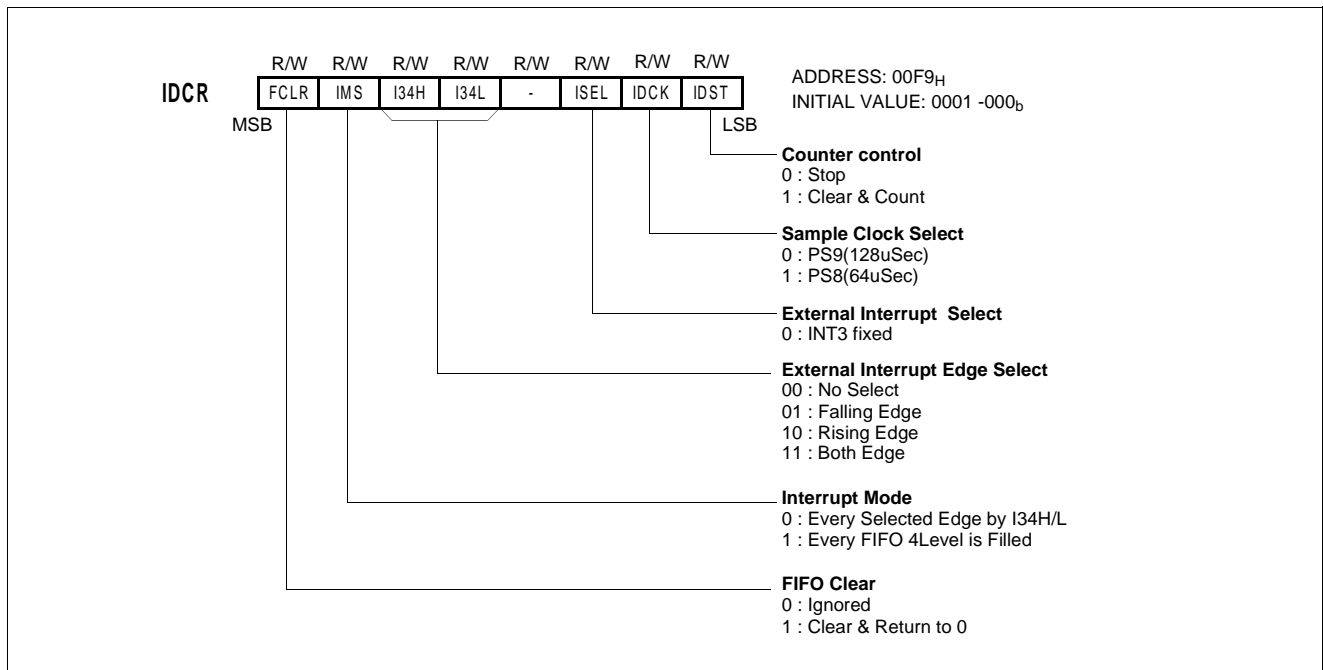 R/W R/W R/W R/W R/W R/W R/W R/W
IDCR FCLR IMS I34H I34L - ISEL IDCK IDST
ADDRESS: 00F9H
INITIAL VALUE: 0001 -000b
MSB LSB
Counter control
0 : Stop
1 : Clear & Count
Sample Clock Select
0 : PS9(128uSec)
1 : PS8(64uSec)
External Interrupt Select
0 : INT3 fixed
External Interrupt Edge Select
00 : No Select
01 : Falling Edge
10 : Rising Edge
11 : Both Edge
Interrupt Mode
0 : Every Selected Edge by I34H/L
1 : Every FIFO 4Level is Filled
FIFO Clear
0 : Ignored
1 : Clear & Return to 0